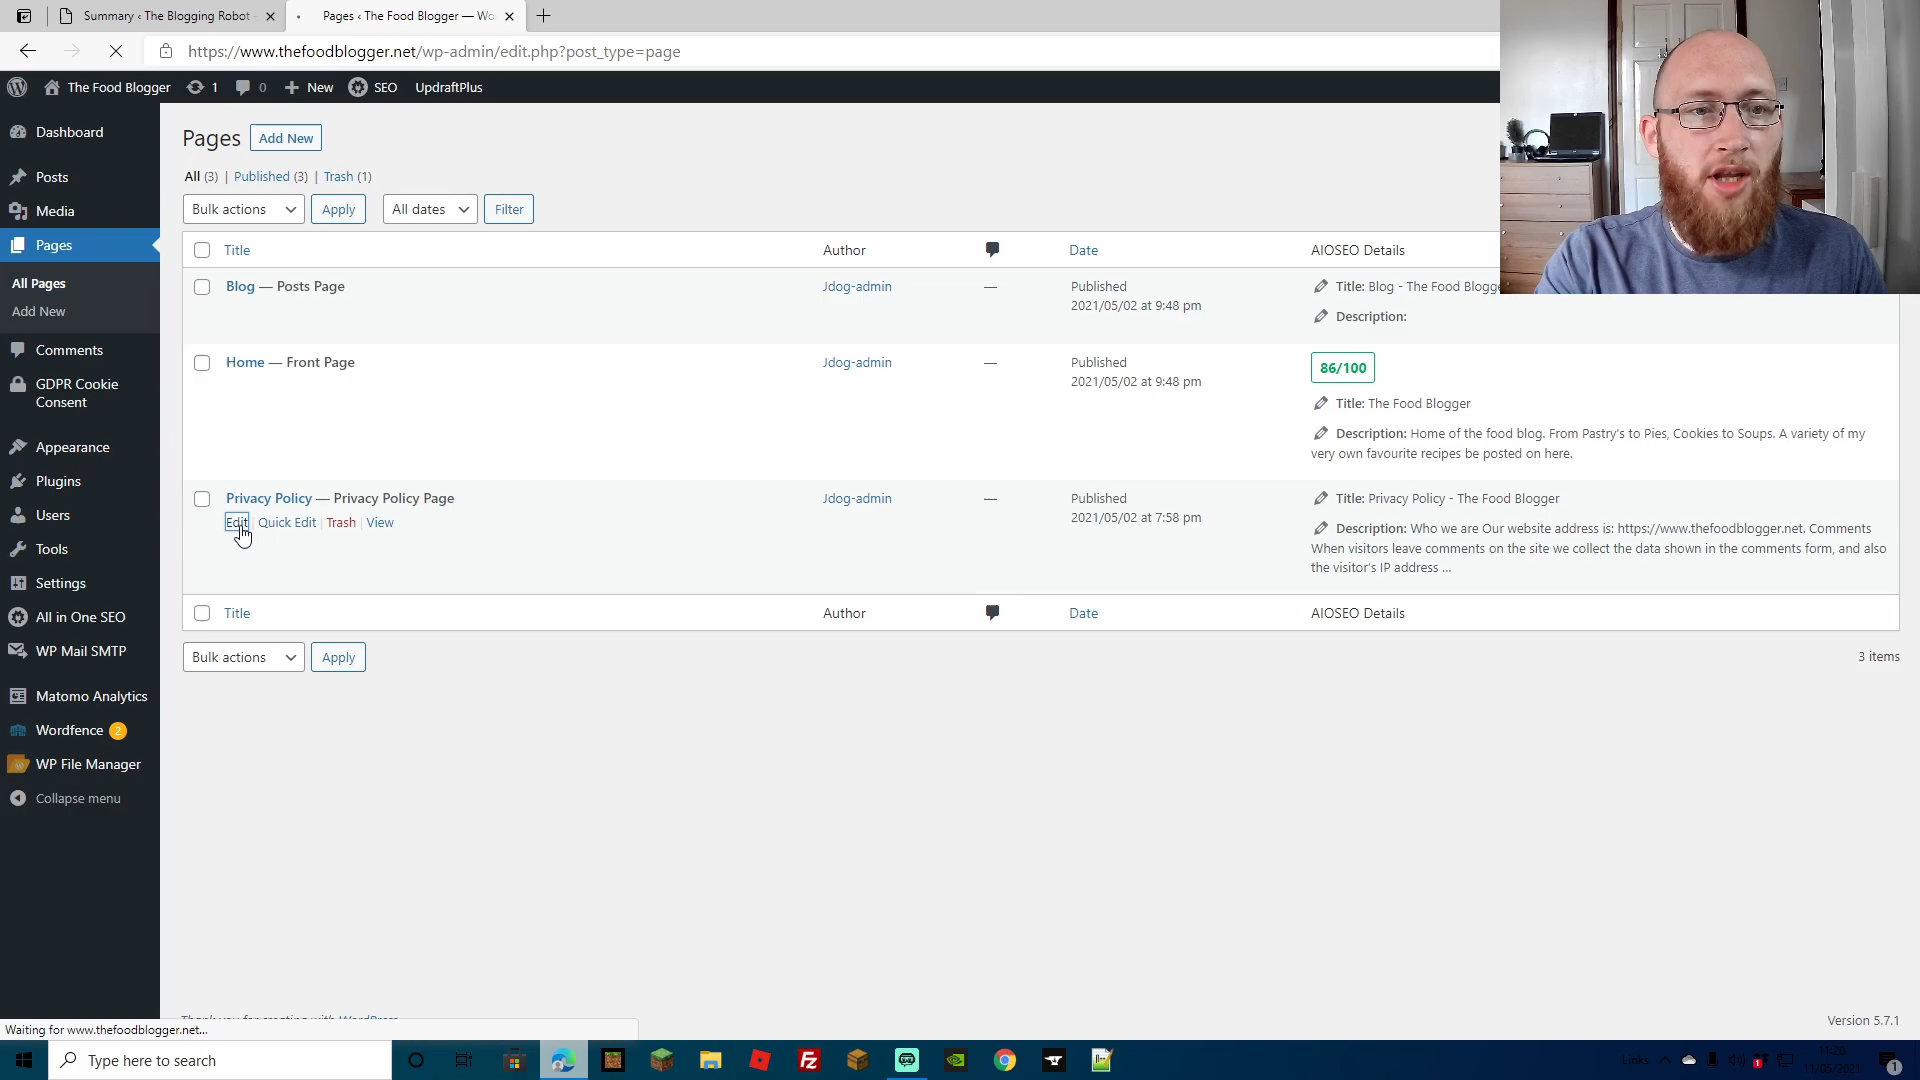 Summary ‹ The Blogging Robot
Pages ‹ The Food Blogger — Wo
https://www.thefoodblogger.net/wp-admin/edit.php?post_type=page
The Food Blogger 1 0 New SEO UpdraftPlus
Dashboard
Posts
Media
Pages
All Pages
Add New
Comments
GDPR Cookie
Consent
Appearance
Plugins
Users
Tools
Settings
All in One SEO
WP Mail SMTP
Matomo Analytics
Wordfence 2
WP File Manager
Collapse menu
Pages Add New
All (3) | Published (3) | Trash (1)
Bulk actions Apply All dates Filter
Title Author Date AIOSEO Details
Blog — Posts Page Jdog-admin — Published Title: Blog - The Food Blogge
2021/05/02 at 9:48 pm
Description:
Home — Front Page Jdog-admin — Published 86/100
2021/05/02 at 9:48 pm
Title: The Food Blogger
Description: Home of the food blog. From Pastry's to Pies, Cookies to Soups. A variety of my
very own favourite recipes be posted on here.
Privacy Policy — Privacy Policy Page Jdog-admin — Published Title: Privacy Policy - The Food Blogger
Edit | Quick Edit | Trash | View 2021/05/02 at 7:58 pm
Description: Who we are Our website address is: https://www.thefoodblogger.net. Comments
When visitors leave comments on the site we collect the data shown in the comments form, and also
the visitor's IP address ...
Title Author Date AIOSEO Details
Bulk actions Apply 3 items
Thank you for creating with WordPress
Version 5.7.1
Waiting for www.thefoodblogger.net...
Type here to search
Links
11:20
11/05/2021
1